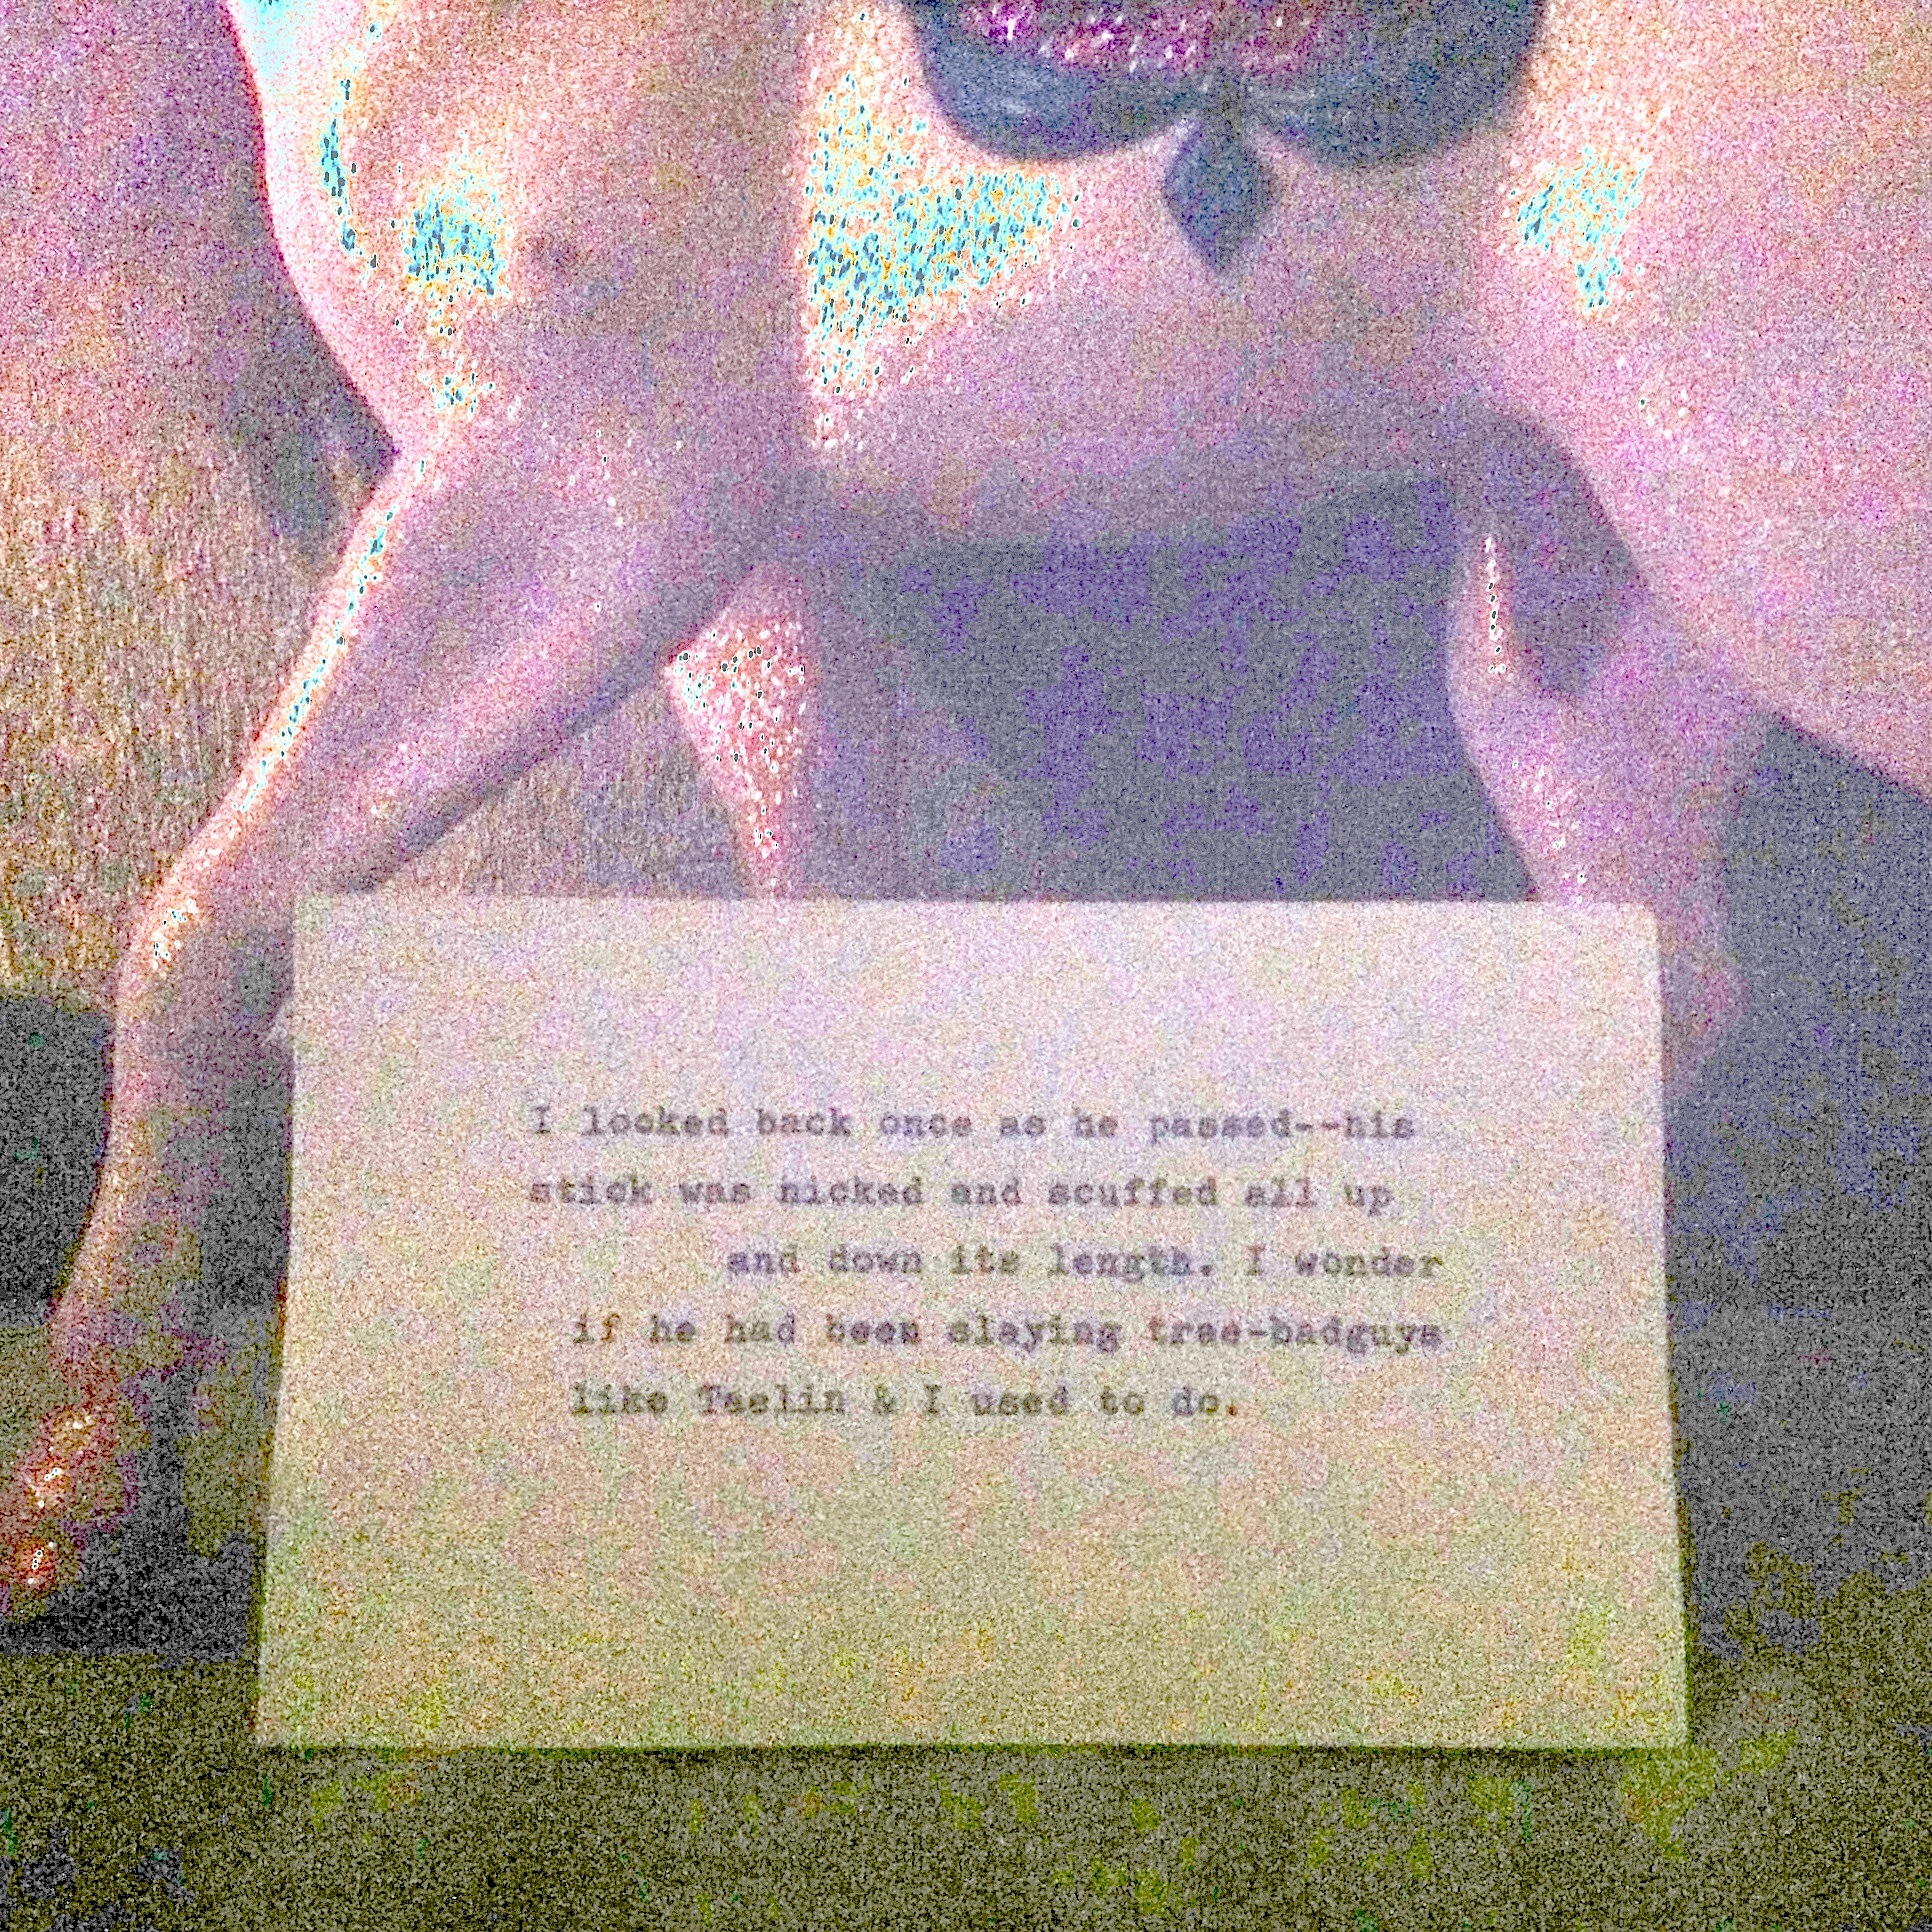 I looked back once as he passed--his
stick was nicked and scuffed all up
and down its length. I wonder
if he had been slaying tree-badguys
like Taslin & I used to do.